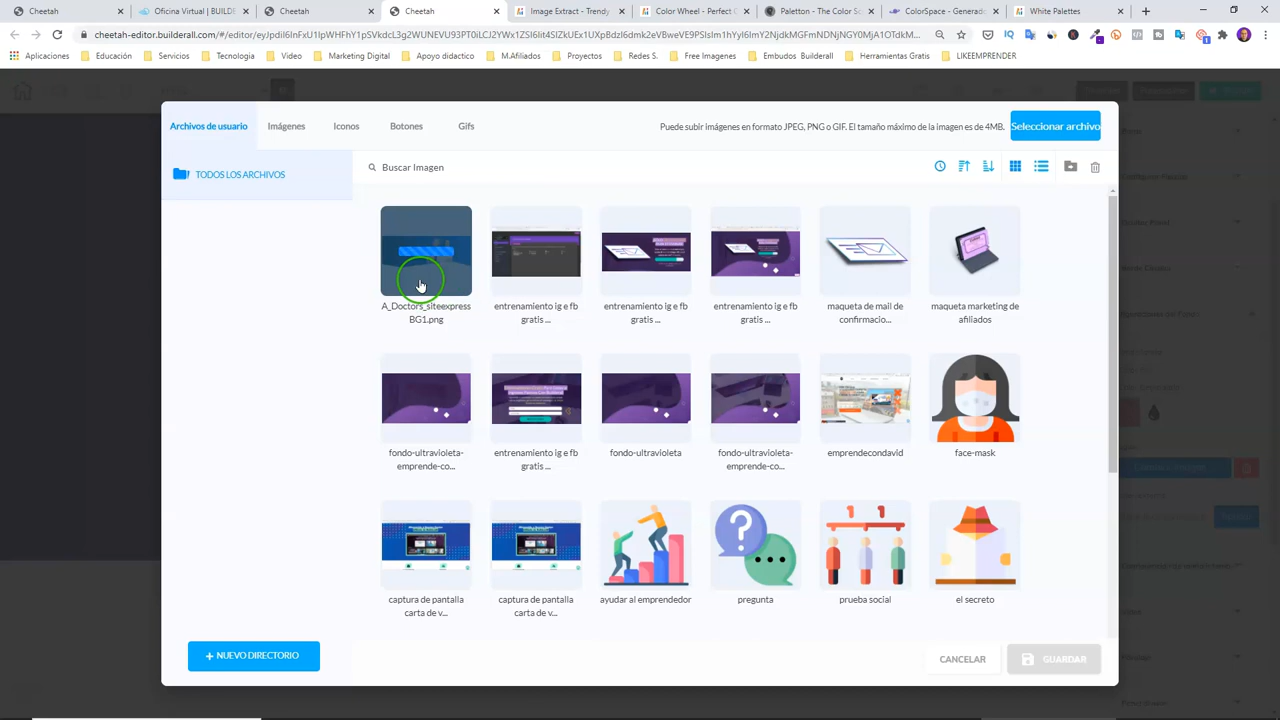 Cheetah
Oficina Virtual | BUILDE
Cheetah
Cheetah
Image Extract - Trendy
Color Wheel - Perfect C
Paletton - The Color Sc
ColorSpace - Generado
White Palettes
Aplicaciones
Educación
Servicios
Tecnologia
Video
Marketing Digital
Apoyo didactico
M.Afiliados
Proyectos
Redes S.
Free Imagenes
Embudos Builderall
Herramientas Gratis
LIKEEMPRENDER
Archivos de usuario
Imágenes
Iconos
Botones
Gifs
Puede subir imágenes en formato JPEG, PNG o GIF. El tamaño máximo de la imagen es de 4MB.
Seleccionar archivo
TODOS LOS ARCHIVOS
Buscar Imagen
A_Doctors_siteexpress
BG1.png
entrenamiento ig e fb
gratis ...
entrenamiento ig e fb
gratis ...
entrenamiento ig e fb
gratis ...
maqueta de mail de
confirmacio...
maqueta marketing de
afiliados
fondo-ultravioleta-
emprende-co...
entrenamiento ig e fb
gratis ...
fondo-ultravioleta
fondo-ultravioleta-
emprende-co...
emprendecondavid
face-mask
captura de pantalla
carta de v...
captura de pantalla
carta de v...
ayudar al emprendedor
pregunta
prueba social
el secreto
+ NUEVO DIRECTORIO
CANCELAR
GUARDAR